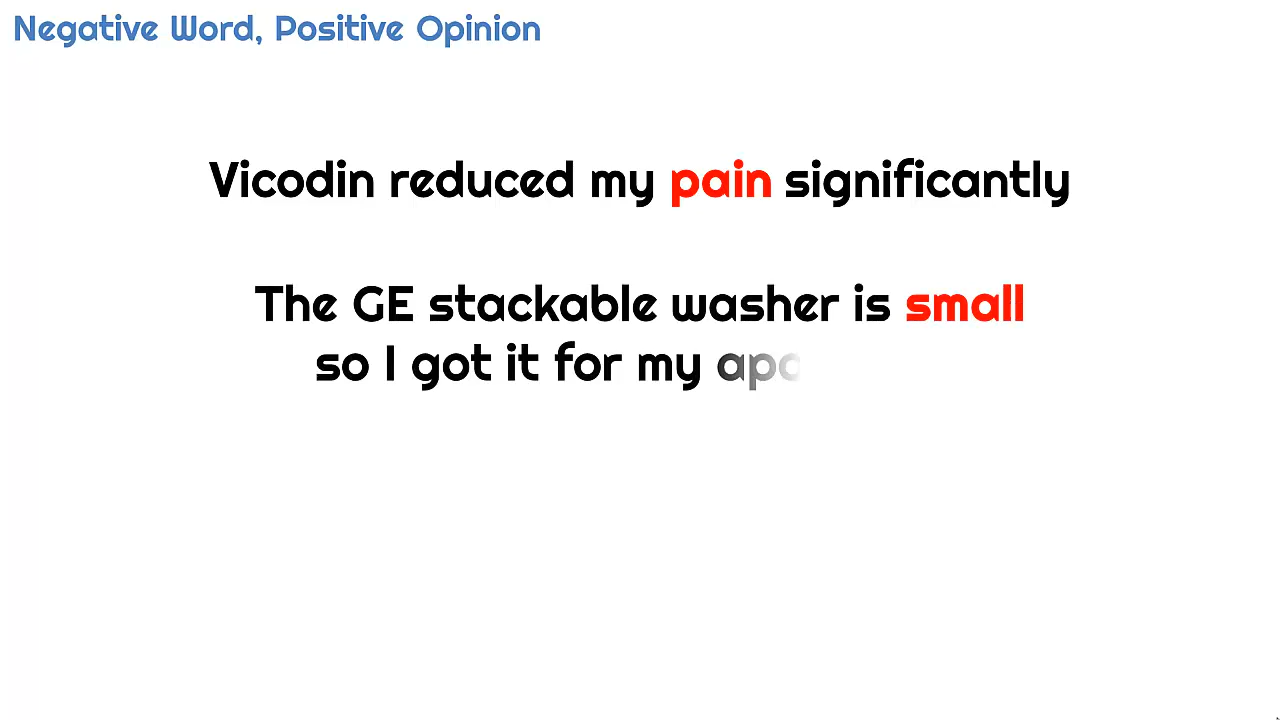 Negative Word, Positive Opinion
Vicodin reduced my pain significantly
The GE stackable washer is small
so I got it for my